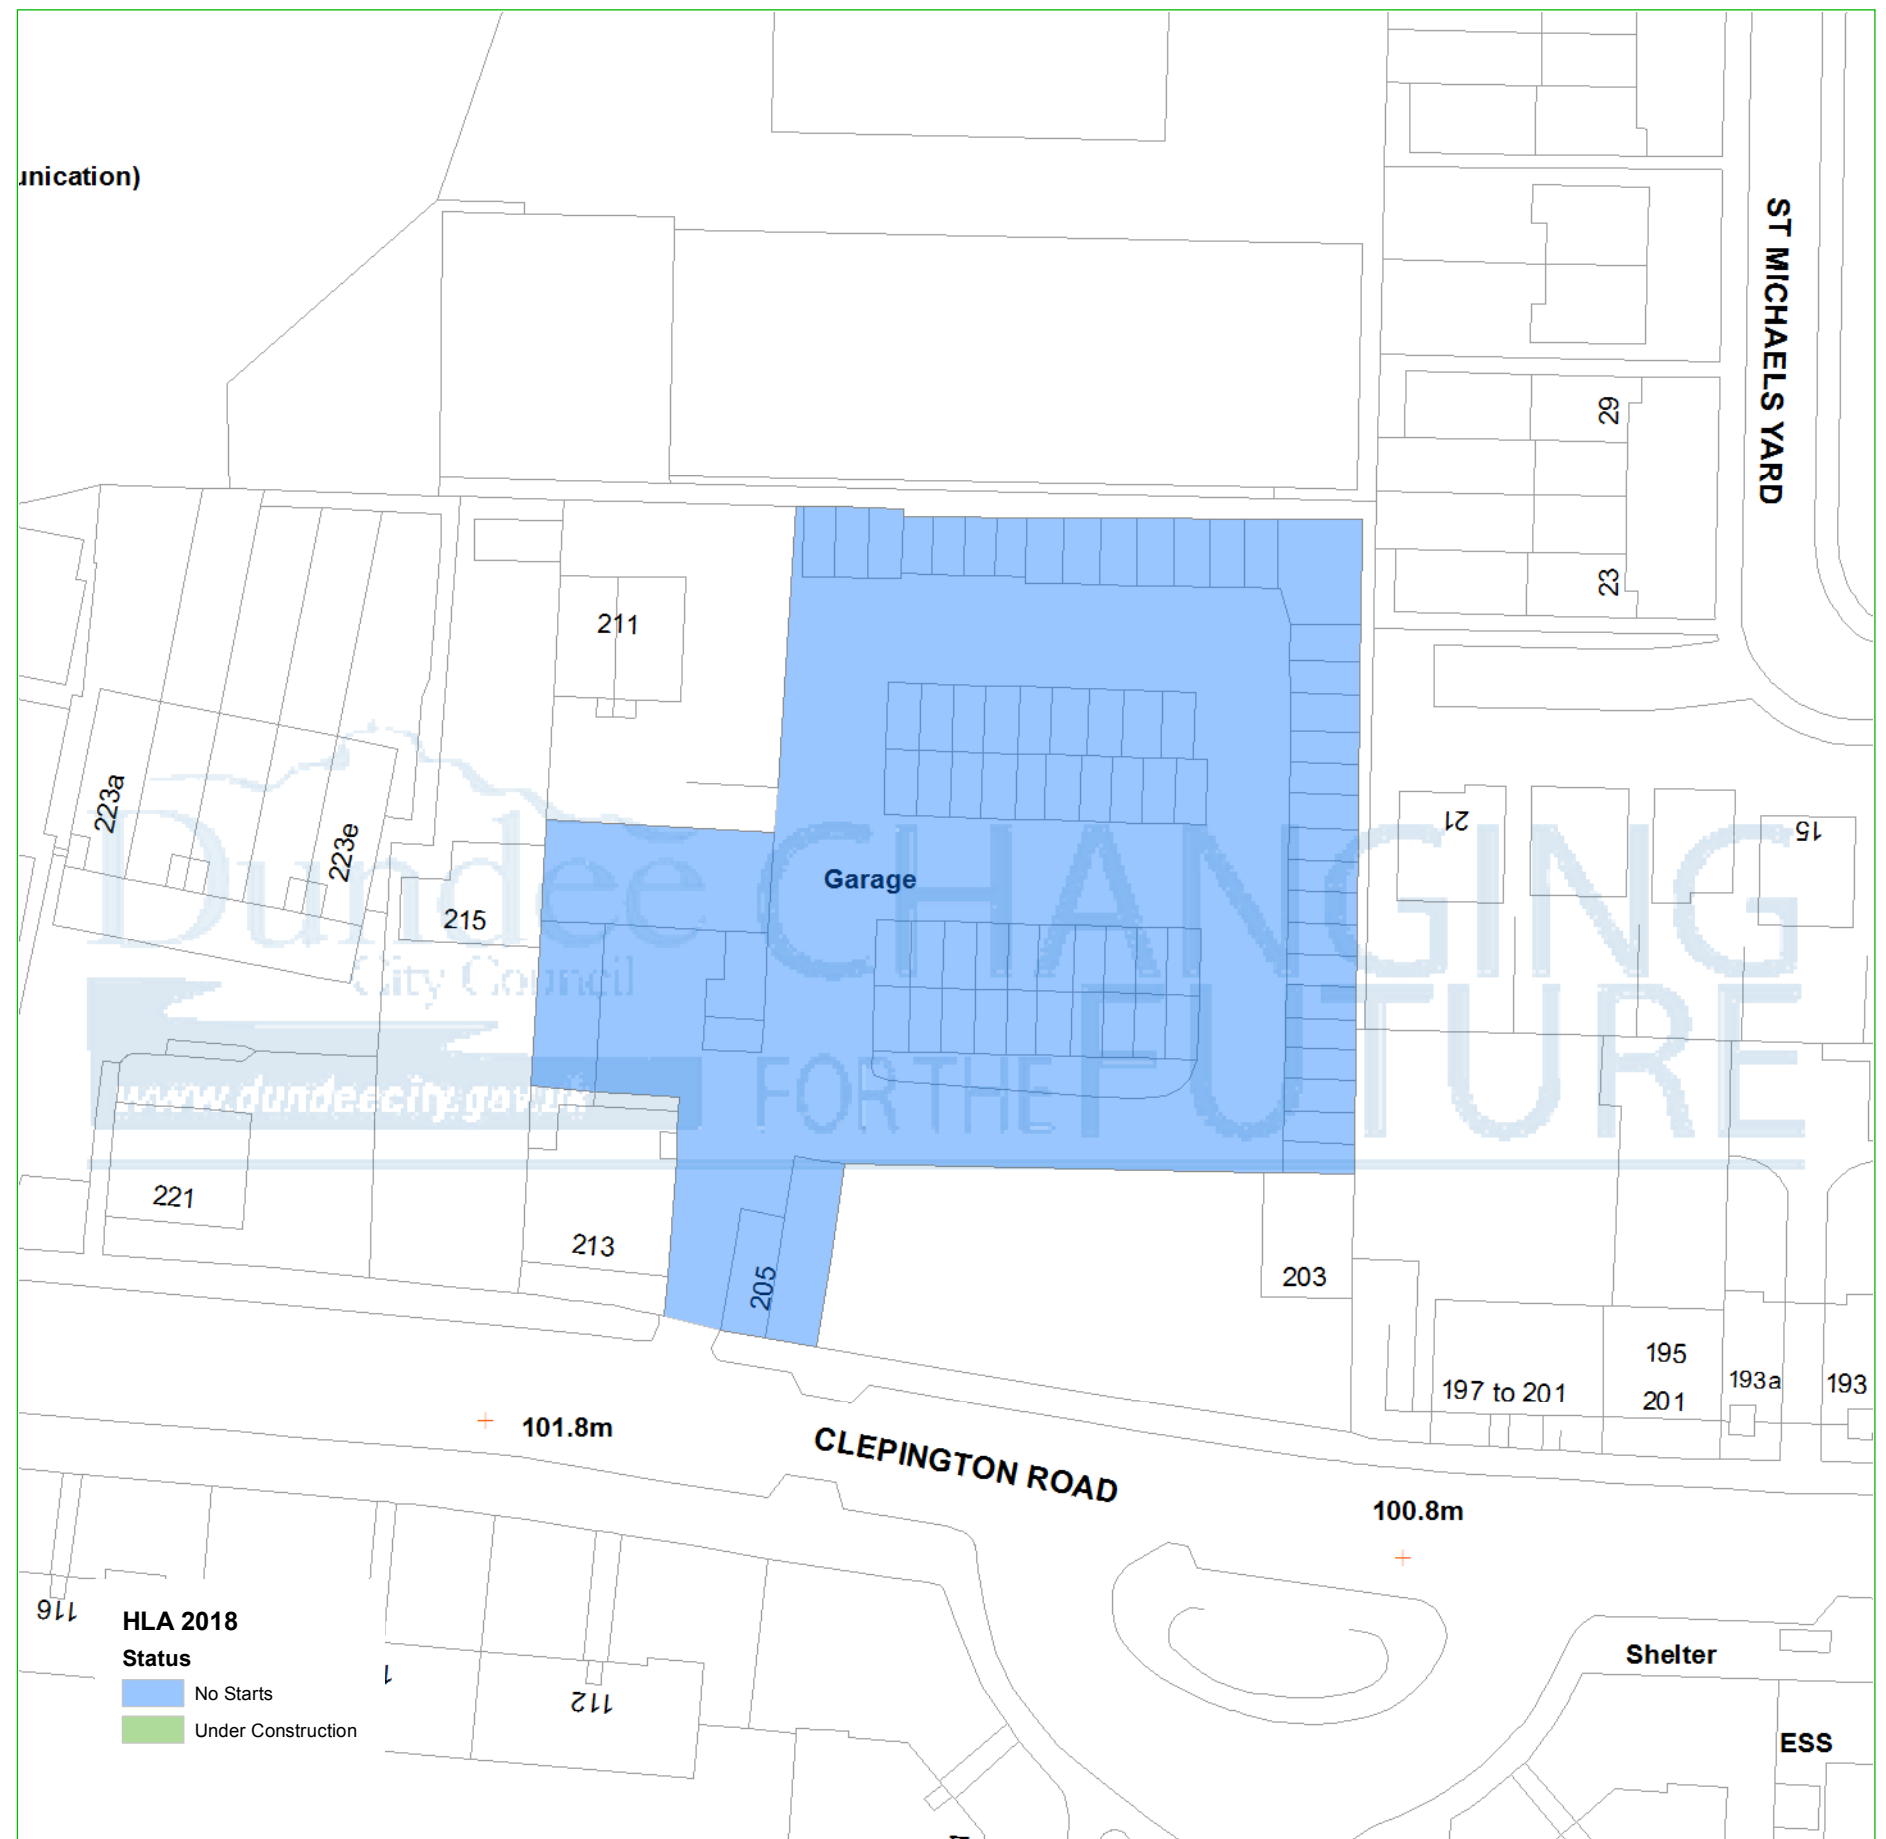 unication)
ST MICHAELS YARD
29
23
211
223a
223e
215
Garage
21
15
Dundee
City Council
www.dundeecity.gov.uk
CHANGING
FOR THE FUTURE
221
213
205
203
195
197 to 201
201
193a
193
101.8m
CLEPINGTON ROAD
100.8m
116
112
Shelter
ESS
HLA 2018
Status
No Starts
Under Construction